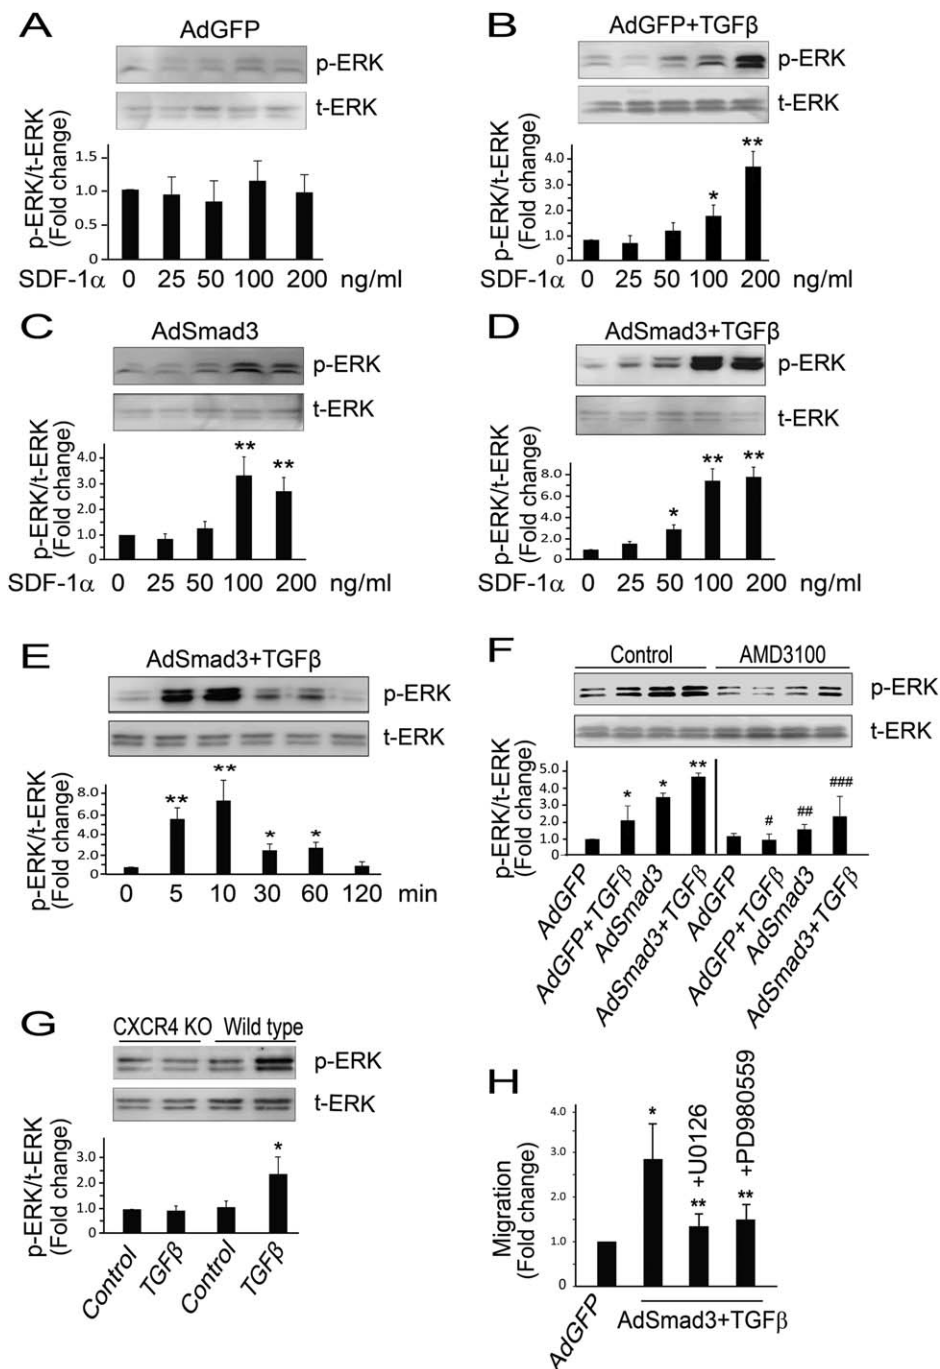 A
AdGFP
p-ERK
t-ERK
p-ERK/t-ERK
(Fold change)
1.5
1.0
0.5
0
SDF-1α 0 25 50 100 200 ng/ml
B
AdGFP+TGFβ
p-ERK
t-ERK
p-ERK/t-ERK
(Fold change)
4.0
3.0
2.0
1.0
0
* **
SDF-1α 0 25 50 100 200 ng/ml
C
AdSmad3
p-ERK
t-ERK
p-ERK/t-ERK
(Fold change)
4.0
3.0
2.0
1.0
0
** **
SDF-1α 0 25 50 100 200 ng/ml
D
AdSmad3+TGFβ
p-ERK
t-ERK
p-ERK/t-ERK
(Fold change)
8.0
6.0
4.0
2.0
0
* ** **
SDF-1α 0 25 50 100 200 ng/ml
E
AdSmad3+TGFβ
p-ERK
t-ERK
p-ERK/t-ERK
(Fold change)
8.0
6.0
4.0
2.0
0
** ** * *
0 5 10 30 60 120 min
F
Control AMD3100
p-ERK
t-ERK
p-ERK/t-ERK
(Fold change)
5.0
4.0
3.0
2.0
1.0
0
* * ** # ## ###
AdGFP
AdGFP+TGFβ
AdSmad3
AdSmad3+TGFβ
AdGFP
AdGFP+TGFβ
AdSmad3
AdSmad3+TGFβ
G
CXCR4 KO Wild type
p-ERK
t-ERK
p-ERK/t-ERK
(Fold change)
3.0
2.0
1.0
0
*
Control
TGFβ
Control
TGFβ
H
Migration
(Fold change)
4.0
3.0
2.0
1.0
0
*
** +U0126
** +PD980559
AdGFP
AdSmad3+TGFβ